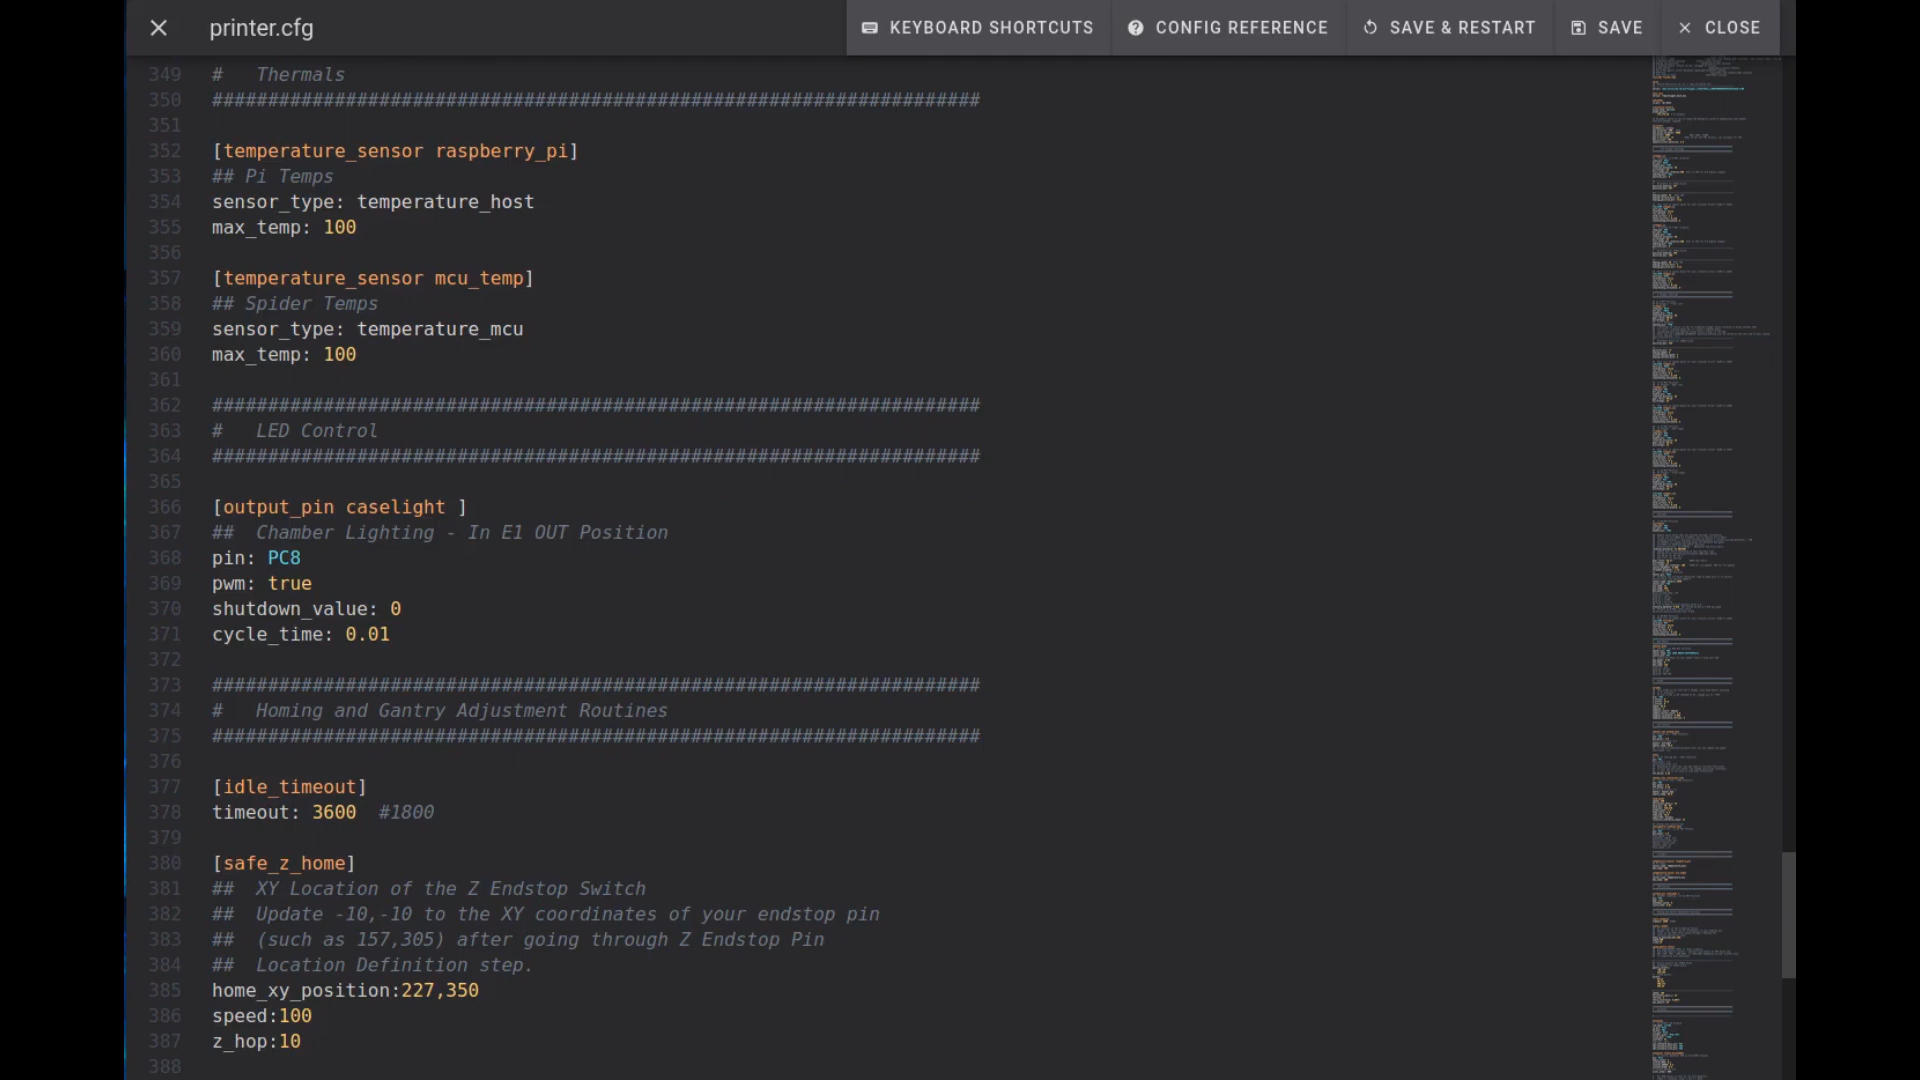 printer.cfg
KEYBOARD SHORTCUTS
CONFIG REFERENCE
SAVE & RESTART
SAVE
CLOSE
349 #   Thermals
350 #####################################################################
351
352 [temperature_sensor raspberry_pi]
353 ## Pi Temps
354 sensor_type: temperature_host
355 max_temp: 100
356
357 [temperature_sensor mcu_temp]
358 ## Spider Temps
359 sensor_type: temperature_mcu
360 max_temp: 100
361
362 #####################################################################
363 #   LED Control
364 #####################################################################
365
366 [output_pin caselight ]
367 ##  Chamber Lighting - In E1 OUT Position
368 pin: PC8
369 pwm: true
370 shutdown_value: 0
371 cycle_time: 0.01
372
373 #####################################################################
374 #   Homing and Gantry Adjustment Routines
375 #####################################################################
376
377 [idle_timeout]
378 timeout: 3600  #1800
379
380 [safe_z_home]
381 ##  XY Location of the Z Endstop Switch
382 ##  Update -10,-10 to the XY coordinates of your endstop pin
383 ##  (such as 157,305) after going through Z Endstop Pin
384 ##  Location Definition step.
385 home_xy_position:227,350
386 speed:100
387 z_hop:10
388